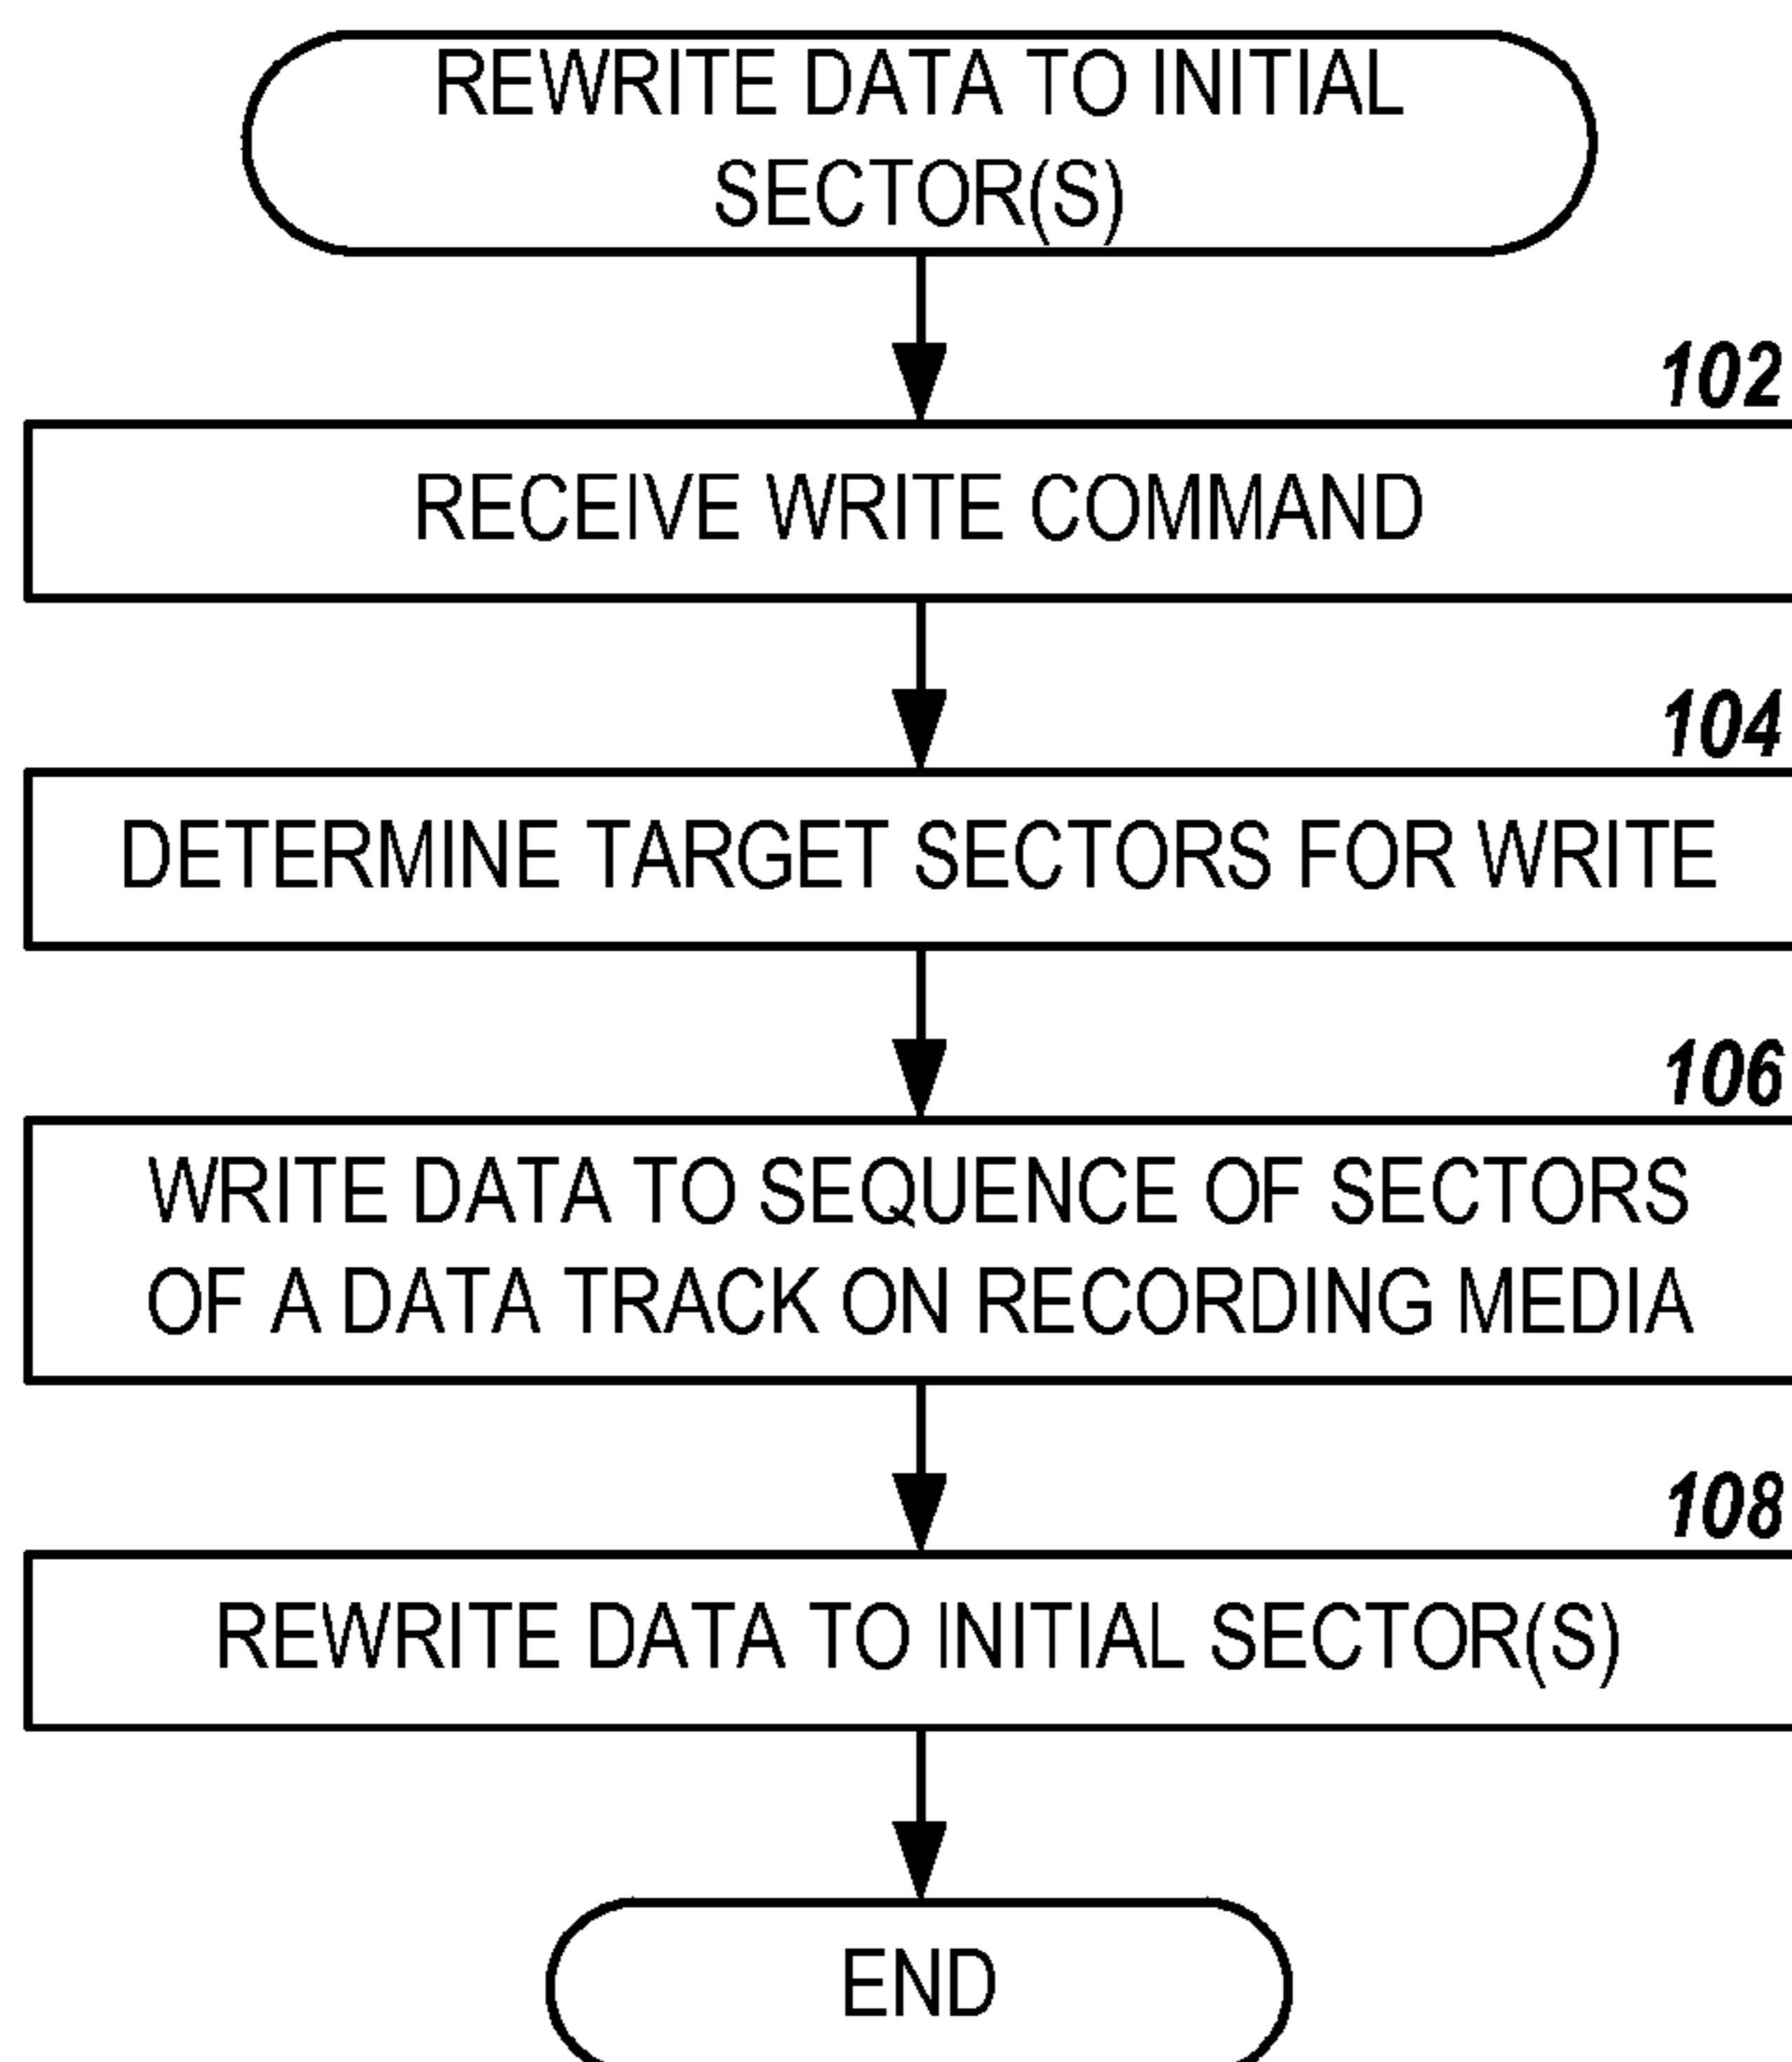 REWRITE DATA TO INITIAL
SECTOR(S)
102
RECEIVE WRITE COMMAND
104
DETERMINE TARGET SECTORS FOR WRITE
106
WRITE DATA TO SEQUENCE OF SECTORS
OF A DATA TRACK ON RECORDING MEDIA
108
REWRITE DATA TO INITIAL SECTOR(S)
END